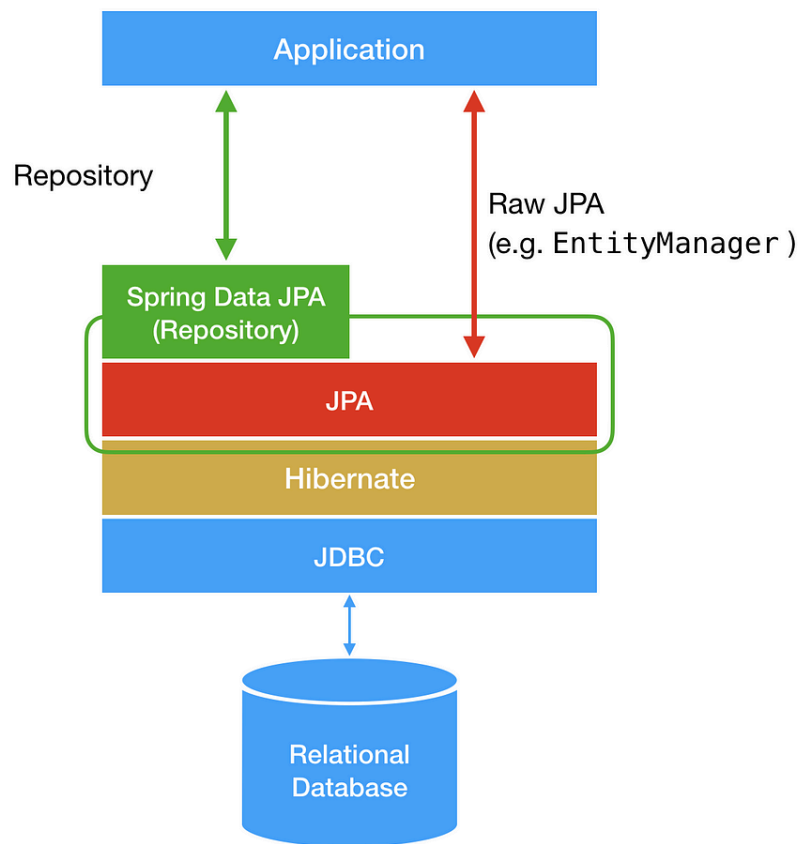 Application
Repository
Raw JPA
(e.g. EntityManager )
Spring Data JPA
(Repository)
JPA
Hibernate
JDBC
Relational
Database